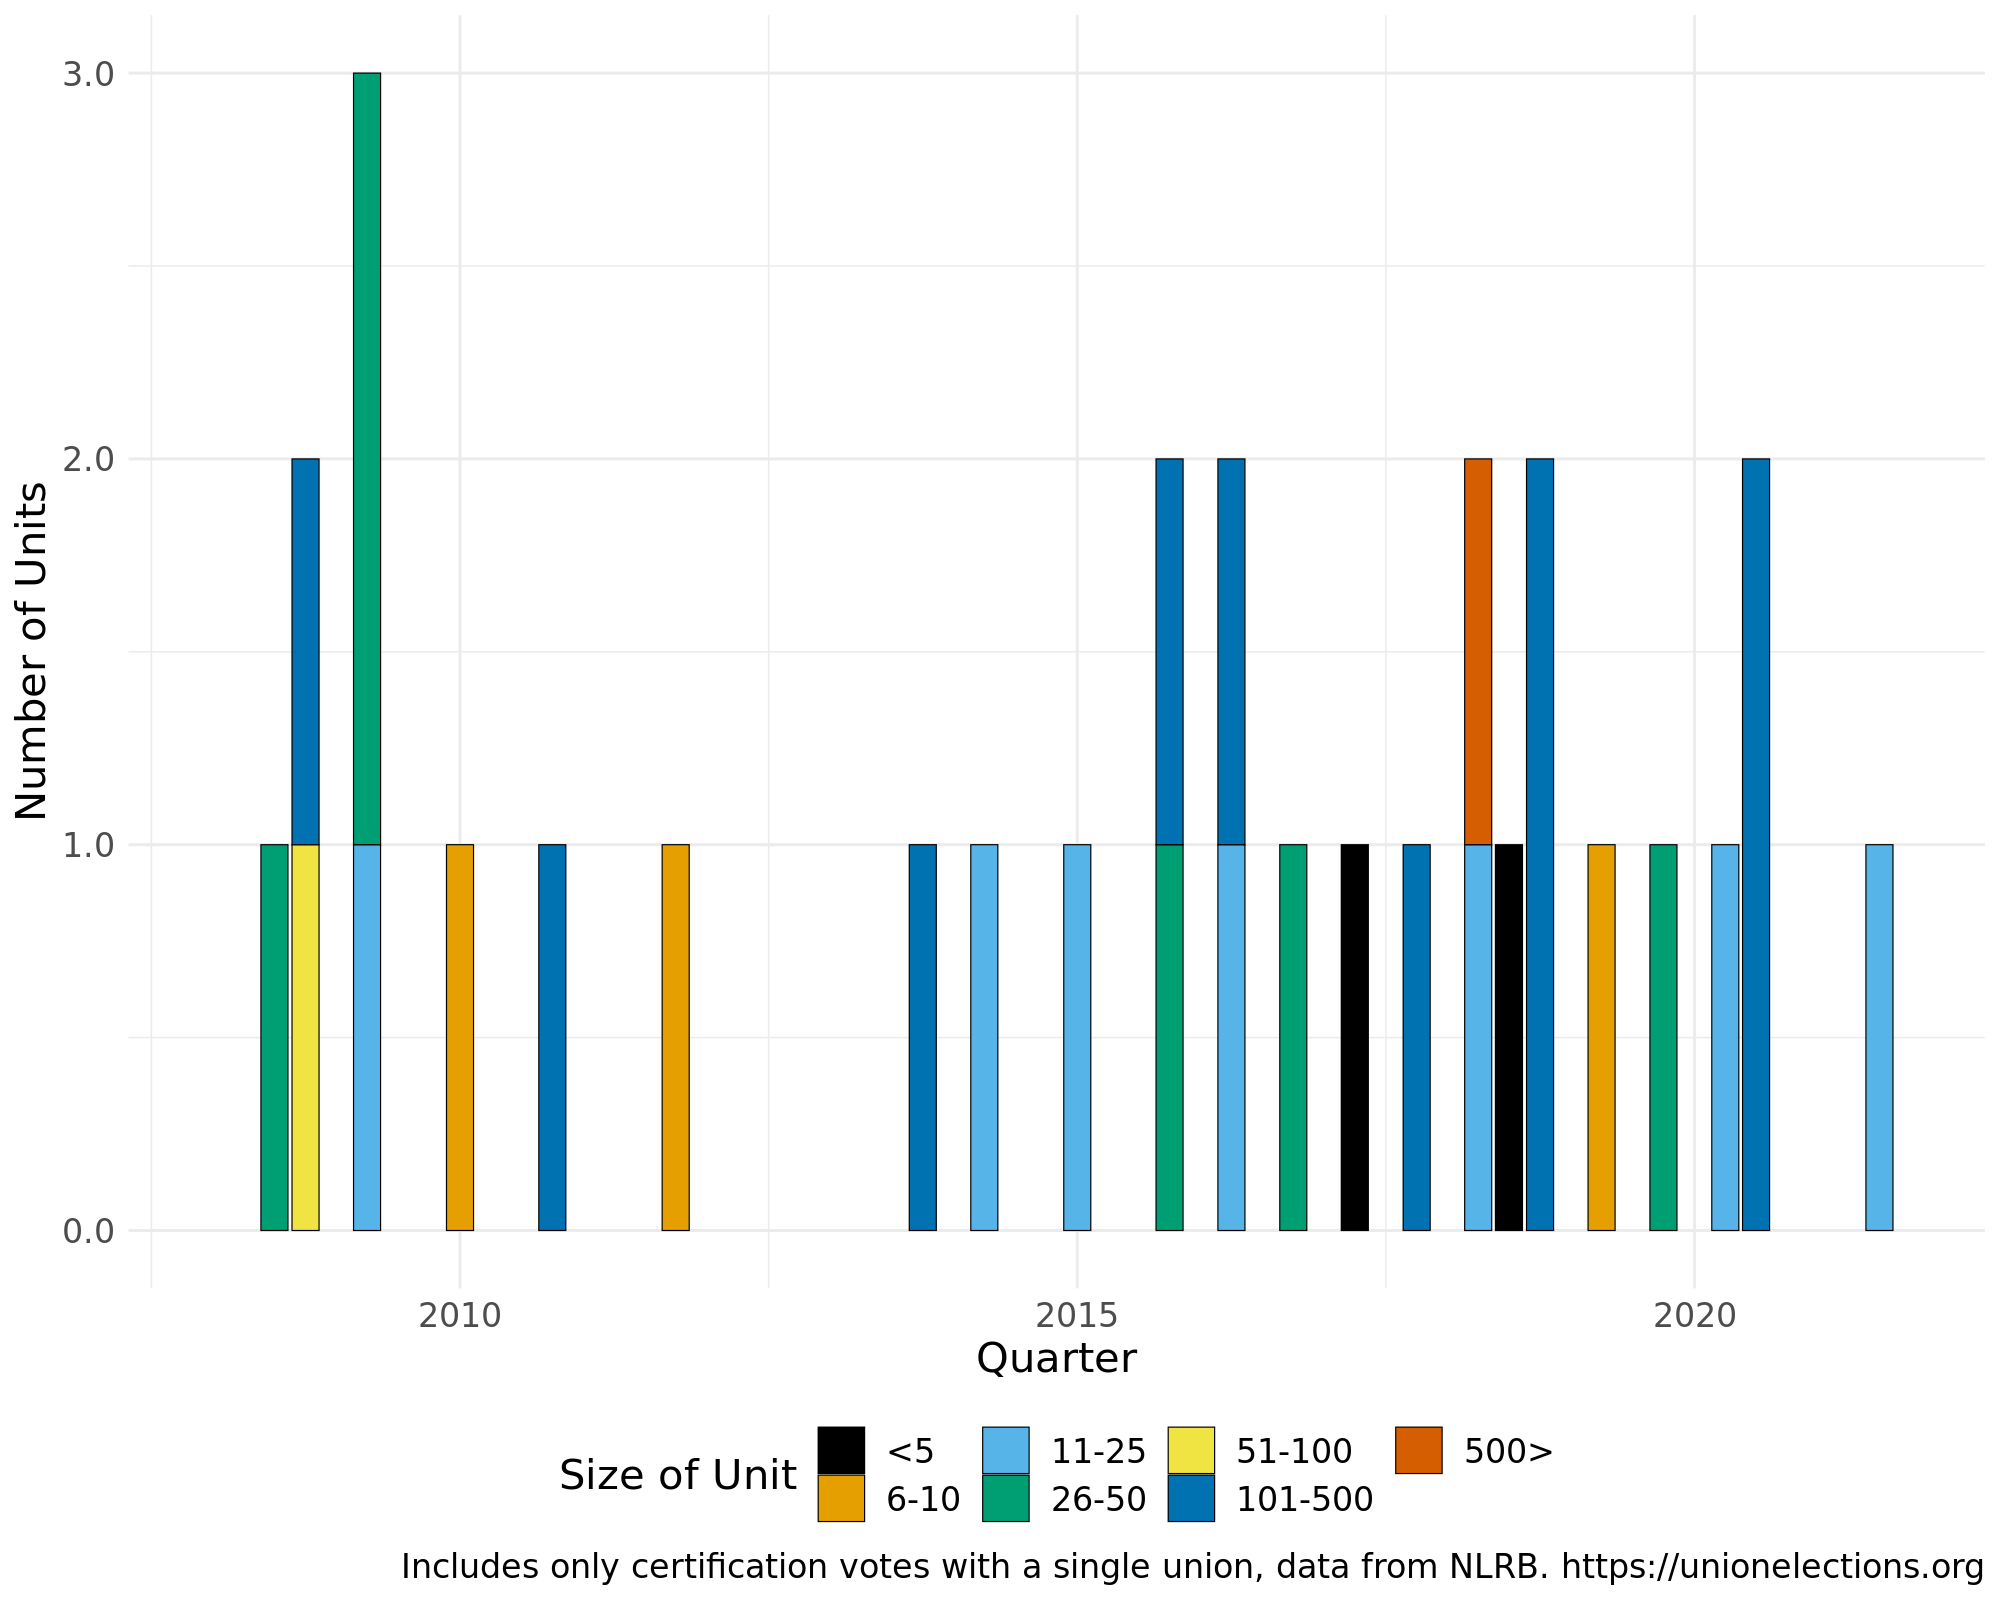 3.0
2.0
1.0
0.0
Number of Units
2010 2015 2020
Quarter
Size of Unit
<5 11-25 51-100 500>
6-10 26-50 101-500
Includes only certification votes with a single union, data from NLRB. https://unionelections.org